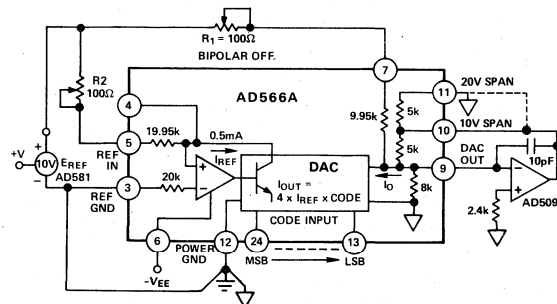 R1 = 100Ω
BIPOLAR OFF.
R2
100Ω
AD566A
7
11
20V SPAN
4
9.95k
5k
10
10V SPAN
5
19.95k
0.5mA
5k
10pF
+V
10V
+
−
EREF
AD581
REF
IN
IREF
DAC
DAC
OUT
9
3
20k
IOUT =
4 x IREF x CODE
IO
8k
AD509
REF
GND
CODE INPUT
2.4k
6
POWER
GND
12
24
13
−VEE
MSB
LSB